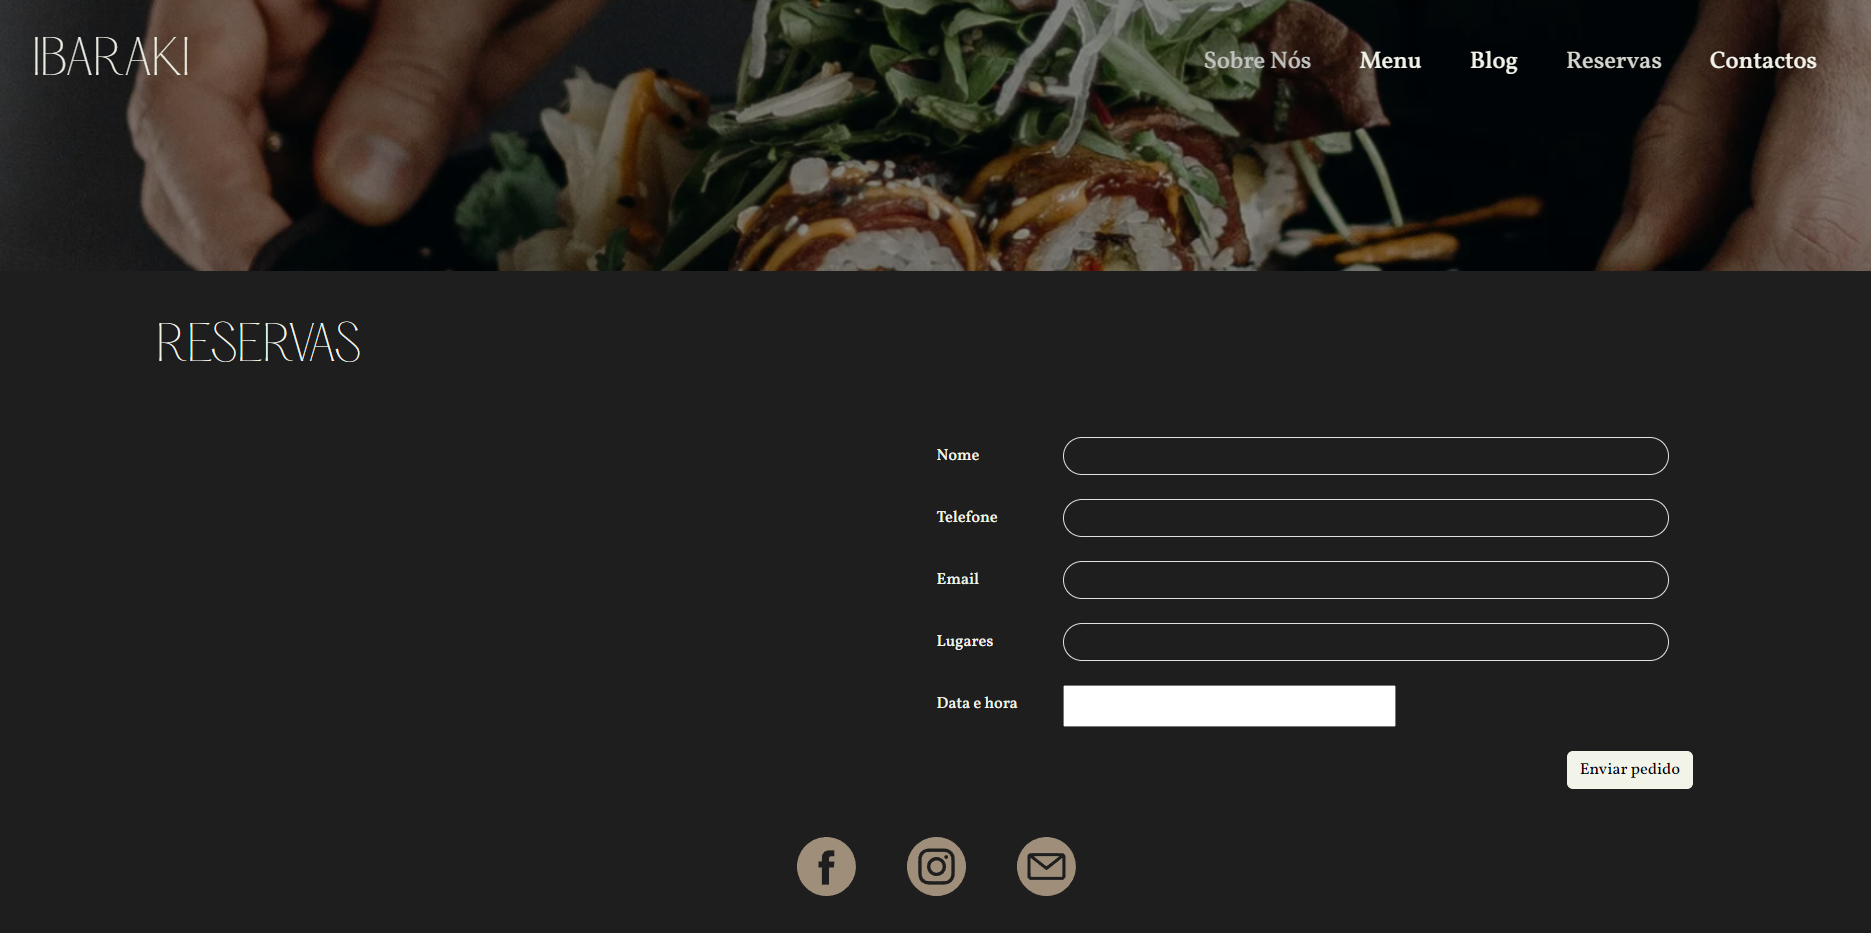 IBARAKI
Sobre Nós Menu Blog Reservas Contactos
RESERVAS
Nome
Telefone
Email
Lugares
Data e hora
Enviar pedido